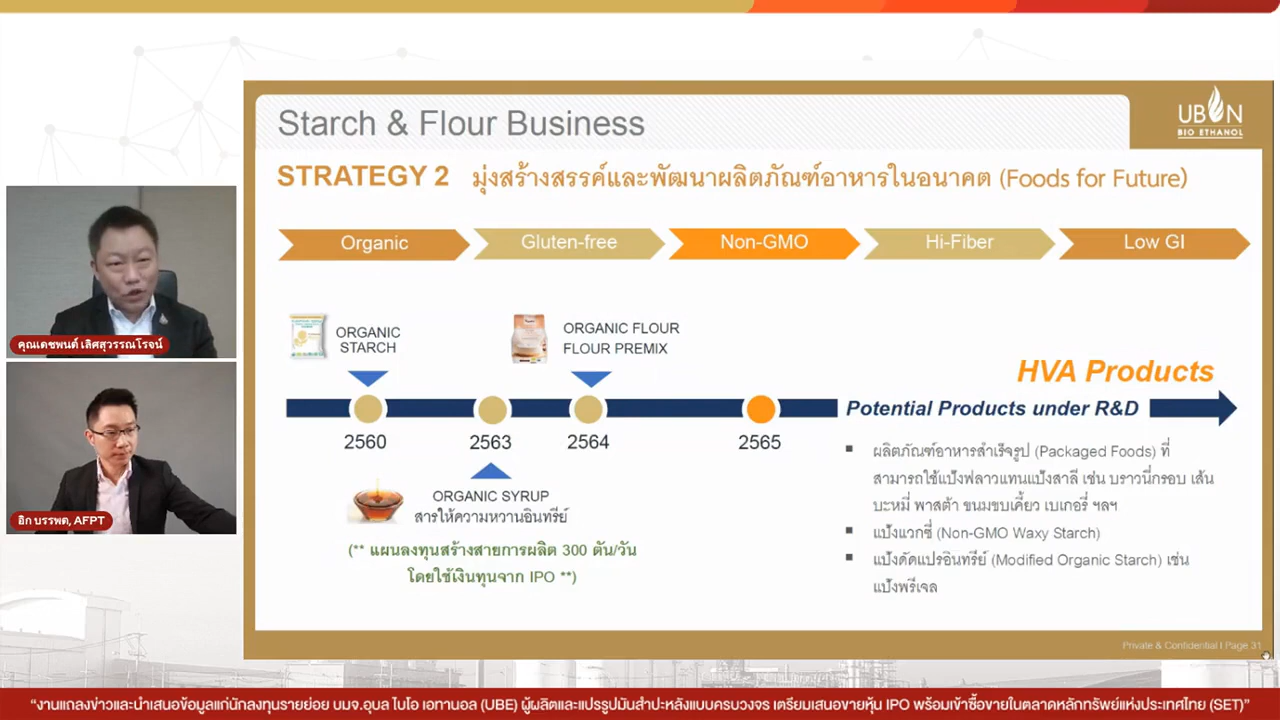 Starch & Flour Business
UBON
BIO ETHANOL
STRATEGY 2 มุ่งสร้างสรรค์และพัฒนาผลิตภัณฑ์อาหารในอนาคต (Foods for Future)
Organic
Gluten-free
Non-GMO
Hi-Fiber
Low GI
คุณเดชพนต์ เลิศสุวรรณโรจน์
อิก บรรพต, AFPT
ORGANIC
STARCH
ORGANIC FLOUR
FLOUR PREMIX
HVA Products
Potential Products under R&D
2560
2563
2564
2565
ORGANIC SYRUP
สารให้ความหวานอินทรีย์
(** แผนลงทุนสร้างสายการผลิต 300 ตัน/วัน
โดยใช้เงินทุนจาก IPO **)
▪ ผลิตภัณฑ์อาหารสำเร็จรูป (Packaged Foods) ที่
สามารถใช้แป้งฟลาวแทนแป้งสาลี เช่น บราวนี่กรอบ เส้น
บะหมี่ พาสต้า ขนมขบเคี้ยว เบเกอรี่ ฯลฯ
▪ แป้งแวกซี่ (Non-GMO Waxy Starch)
▪ แป้งดัดแปรอินทรีย์ (Modified Organic Starch) เช่น
แป้งพรีเจล
Private & Confidential I Page 31
“งานแถลงข่าวและนำเสนอข้อมูลแก่นักลงทุนรายย่อย บมจ.อุบล ไบโอ เอทานอล (UBE) ผู้ผลิตและแปรรูปมันสำปะหลังแบบครบวงจร เตรียมเสนอขายหุ้น IPO พร้อมเข้าซื้อขายในตลาดหลักทรัพย์แห่งประเทศไทย (SET)”